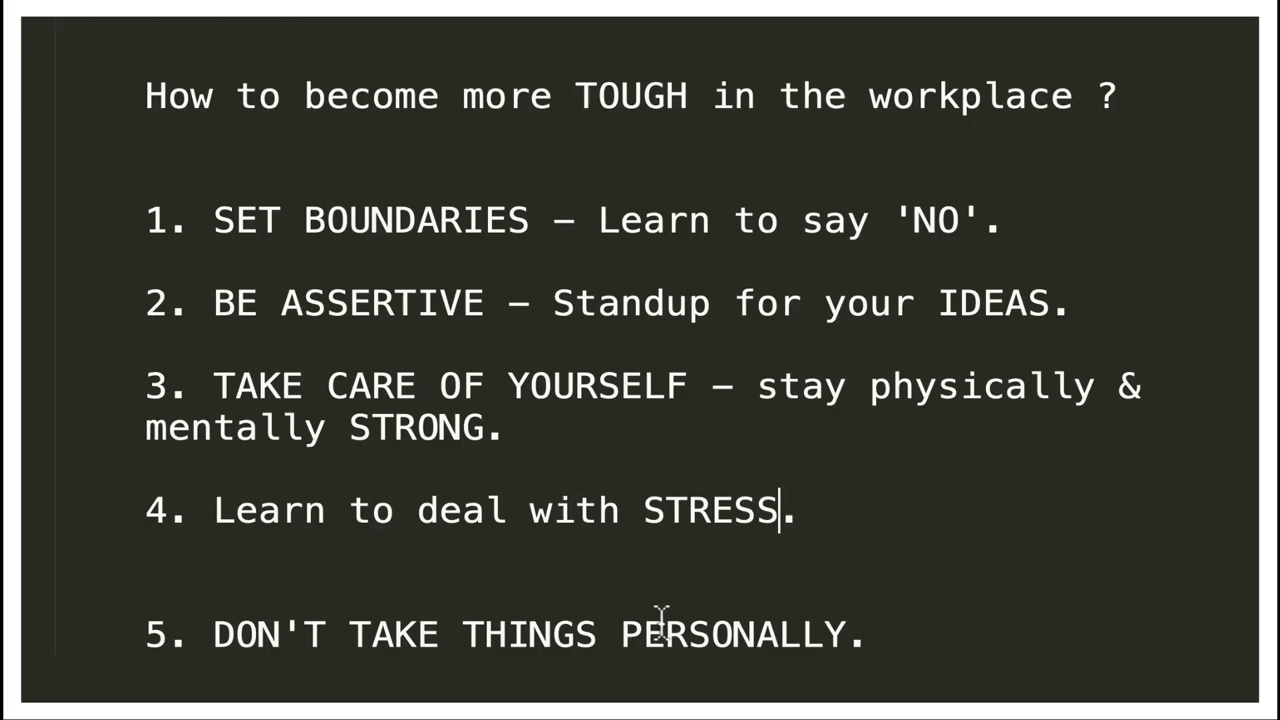 How to become more TOUGH in the workplace ?
1. SET BOUNDARIES – Learn to say 'NO'.
2. BE ASSERTIVE – Standup for your IDEAS.
3. TAKE CARE OF YOURSELF – stay physically &
mentally STRONG.
4. Learn to deal with STRESS.
5. DON'T TAKE THINGS PERSONALLY.